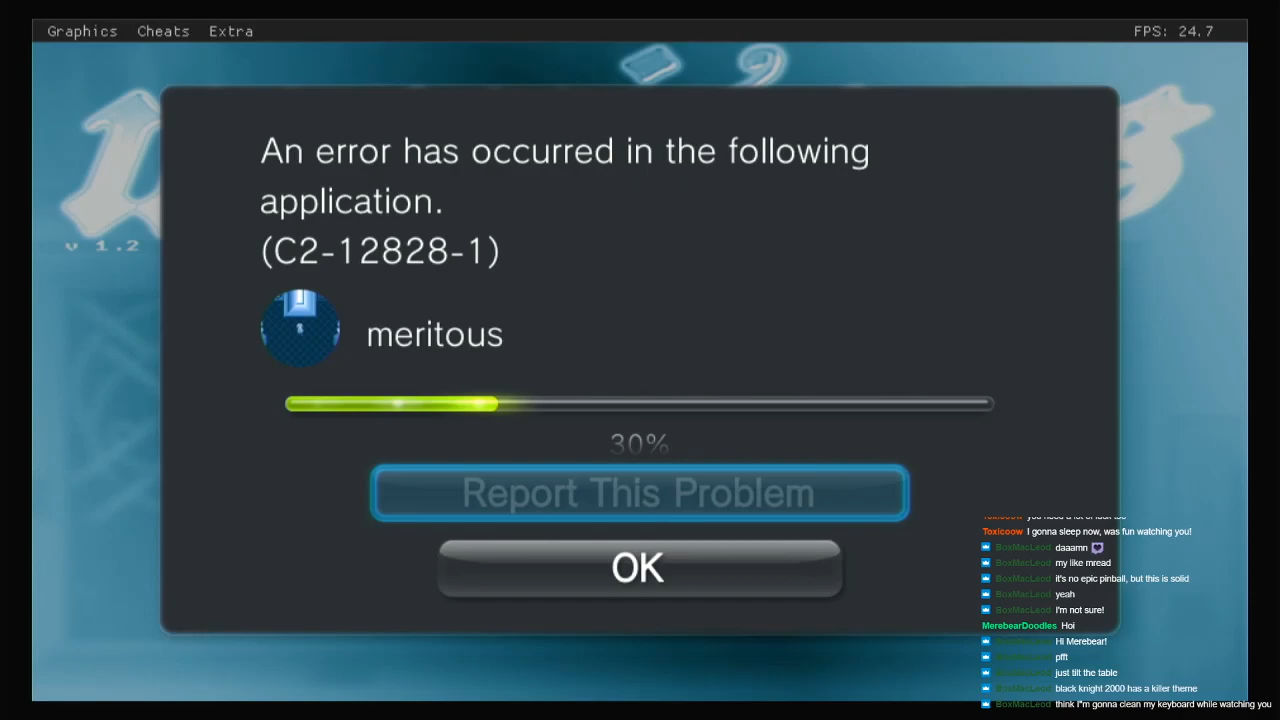 Graphics Cheats Extra FPS: 24.7
An error has occurred in the following
application.
(C2-12828-1)
v 1.2
meritous
30%
Report This Problem
OK
Toxicoow I gonna sleep now, was fun watching you!
BoxMacLeod daaamn
BoxMacLeod my like mread
BoxMacLeod it's no epic pinball, but this is solid
BoxMacLeod yeah
BoxMacLeod I'm not sure!
MerebearDoodles Hoi
BoxMacLeod Hi Merebear!
BoxMacLeod pfft
BoxMacLeod just tilt the table
BoxMacLeod black knight 2000 has a killer theme
BoxMacLeod think I"m gonna clean my keyboard while watching you